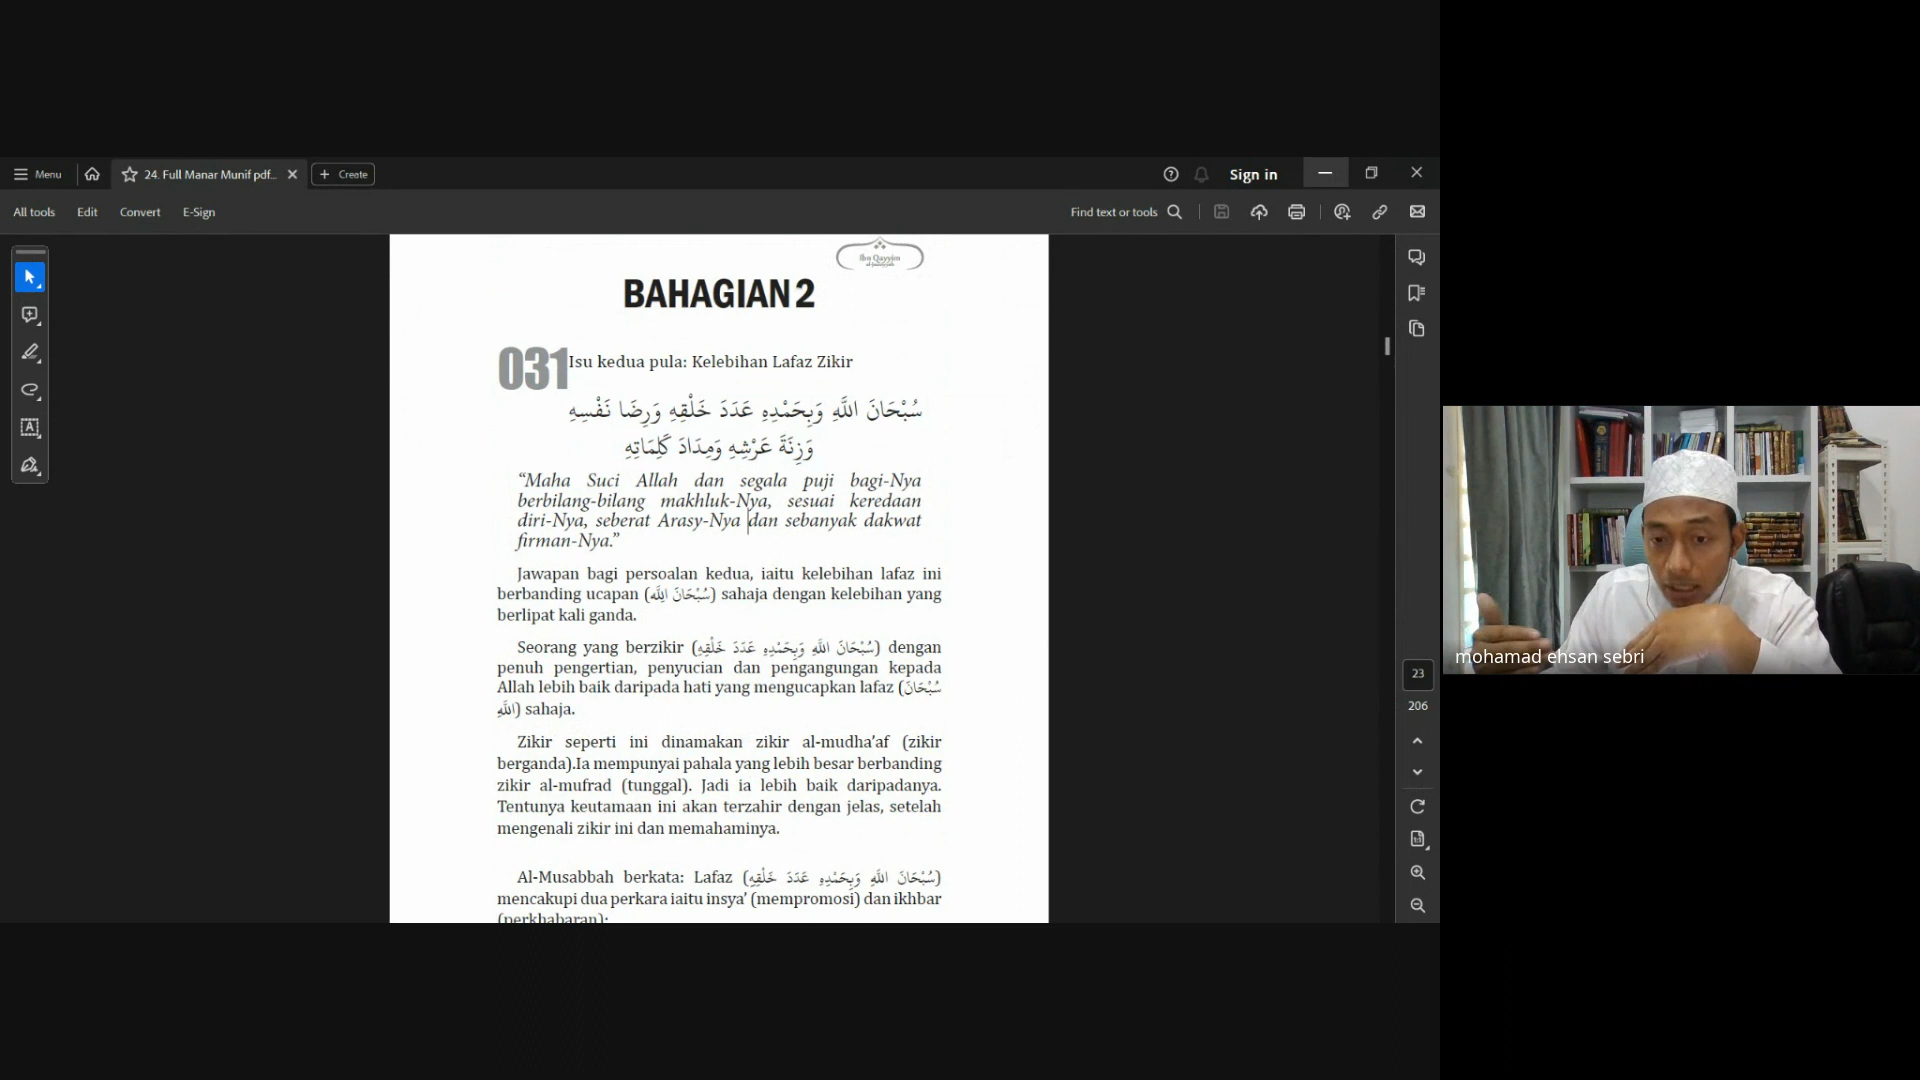 Menu
24. Full Manar Munif pdf...
Create
Sign in
All tools
Edit
Convert
E-Sign
Find text or tools
Ibn Qayyim
BAHAGIAN 2
031
Isu kedua pula: Kelebihan Lafaz Zikir
سُبْحَانَ اللَّهِ وَبِحَمْدِهِ عَدَدَ خَلْقِهِ وَرِضَا نَفْسِهِ
وَزِنَةَ عَرْشِهِ وَمِدَادَ كَلِمَاتِهِ
“Maha Suci Allah dan segala puji bagi-Nya
berbilang-bilang makhluk-Nya, sesuai keredaan
diri-Nya, seberat Arasy-Nya dan sebanyak dakwat
firman-Nya.”
Jawapan bagi persoalan kedua, iaitu kelebihan lafaz ini
berbanding ucapan (سُبْحَانَ اللَّه) sahaja dengan kelebihan yang
berlipat kali ganda.
Seorang yang berzikir (سُبْحَانَ اللَّهِ وَبِحَمْدِهِ عَدَدَ خَلْقِهِ) dengan
penuh pengertian, penyucian dan pengangungan kepada
Allah lebih baik daripada hati yang mengucapkan lafaz (سُبْحَانَ
اللَّهِ) sahaja.
Zikir seperti ini dinamakan zikir al-mudha’af (zikir
berganda).Ia mempunyai pahala yang lebih besar berbanding
zikir al-mufrad (tunggal). Jadi ia lebih baik daripadanya.
Tentunya keutamaan ini akan terzahir dengan jelas, setelah
mengenali zikir ini dan memahaminya.
Al-Musabbah berkata: Lafaz (سُبْحَانَ اللَّهِ وَبِحَمْدِهِ عَدَدَ خَلْقِهِ)
mencakupi dua perkara iaitu insya’ (mempromosi) dan ikhbar
(perkhabaran):
23
206
mohamad ehsan sebri